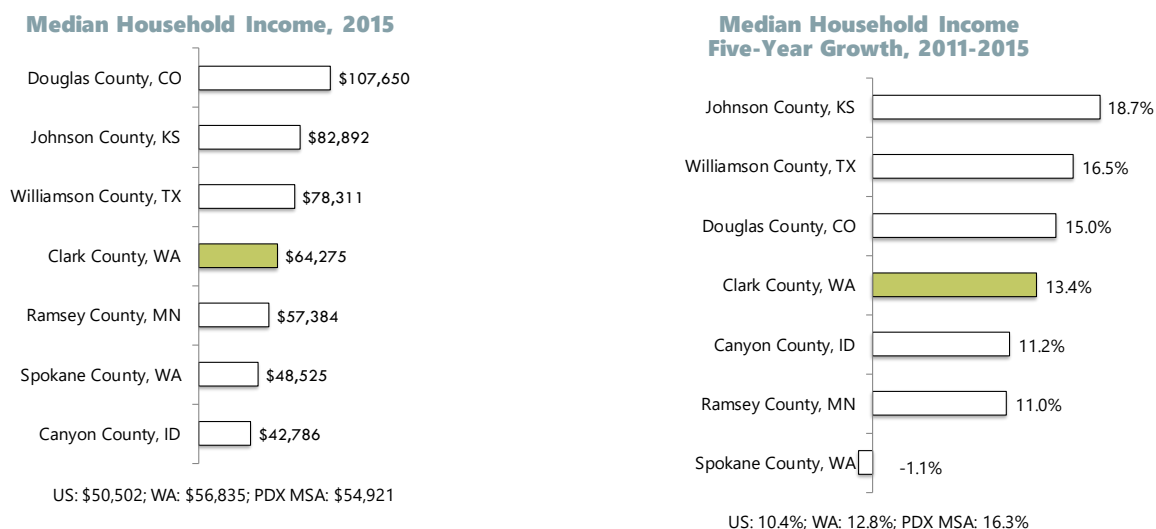 Median Household Income, 2015
Douglas County, CO $107,650
Johnson County, KS $82,892
Williamson County, TX $78,311
Clark County, WA $64,275
Ramsey County, MN $57,384
Spokane County, WA $48,525
Canyon County, ID $42,786
US: $50,502; WA: $56,835; PDX MSA: $54,921
Median Household Income
Five-Year Growth, 2011-2015
Johnson County, KS 18.7%
Williamson County, TX 16.5%
Douglas County, CO 15.0%
Clark County, WA 13.4%
Canyon County, ID 11.2%
Ramsey County, MN 11.0%
Spokane County, WA -1.1%
US: 10.4%; WA: 12.8%; PDX MSA: 16.3%